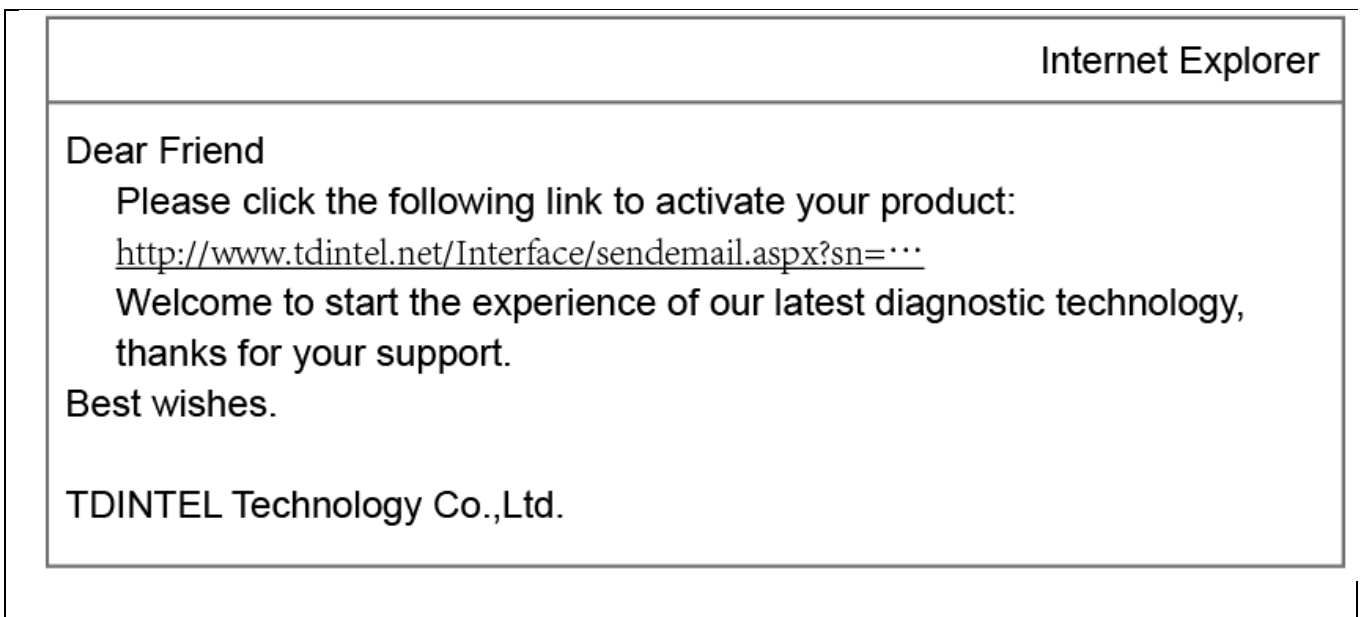 Internet Explorer
Dear Friend
Please click the following link to activate your product:
http://www.tdintel.net/Interface/sendemail.aspx?sn=···
Welcome to start the experience of our latest diagnostic technology,
thanks for your support.
Best wishes.
TDINTEL Technology Co.,Ltd.